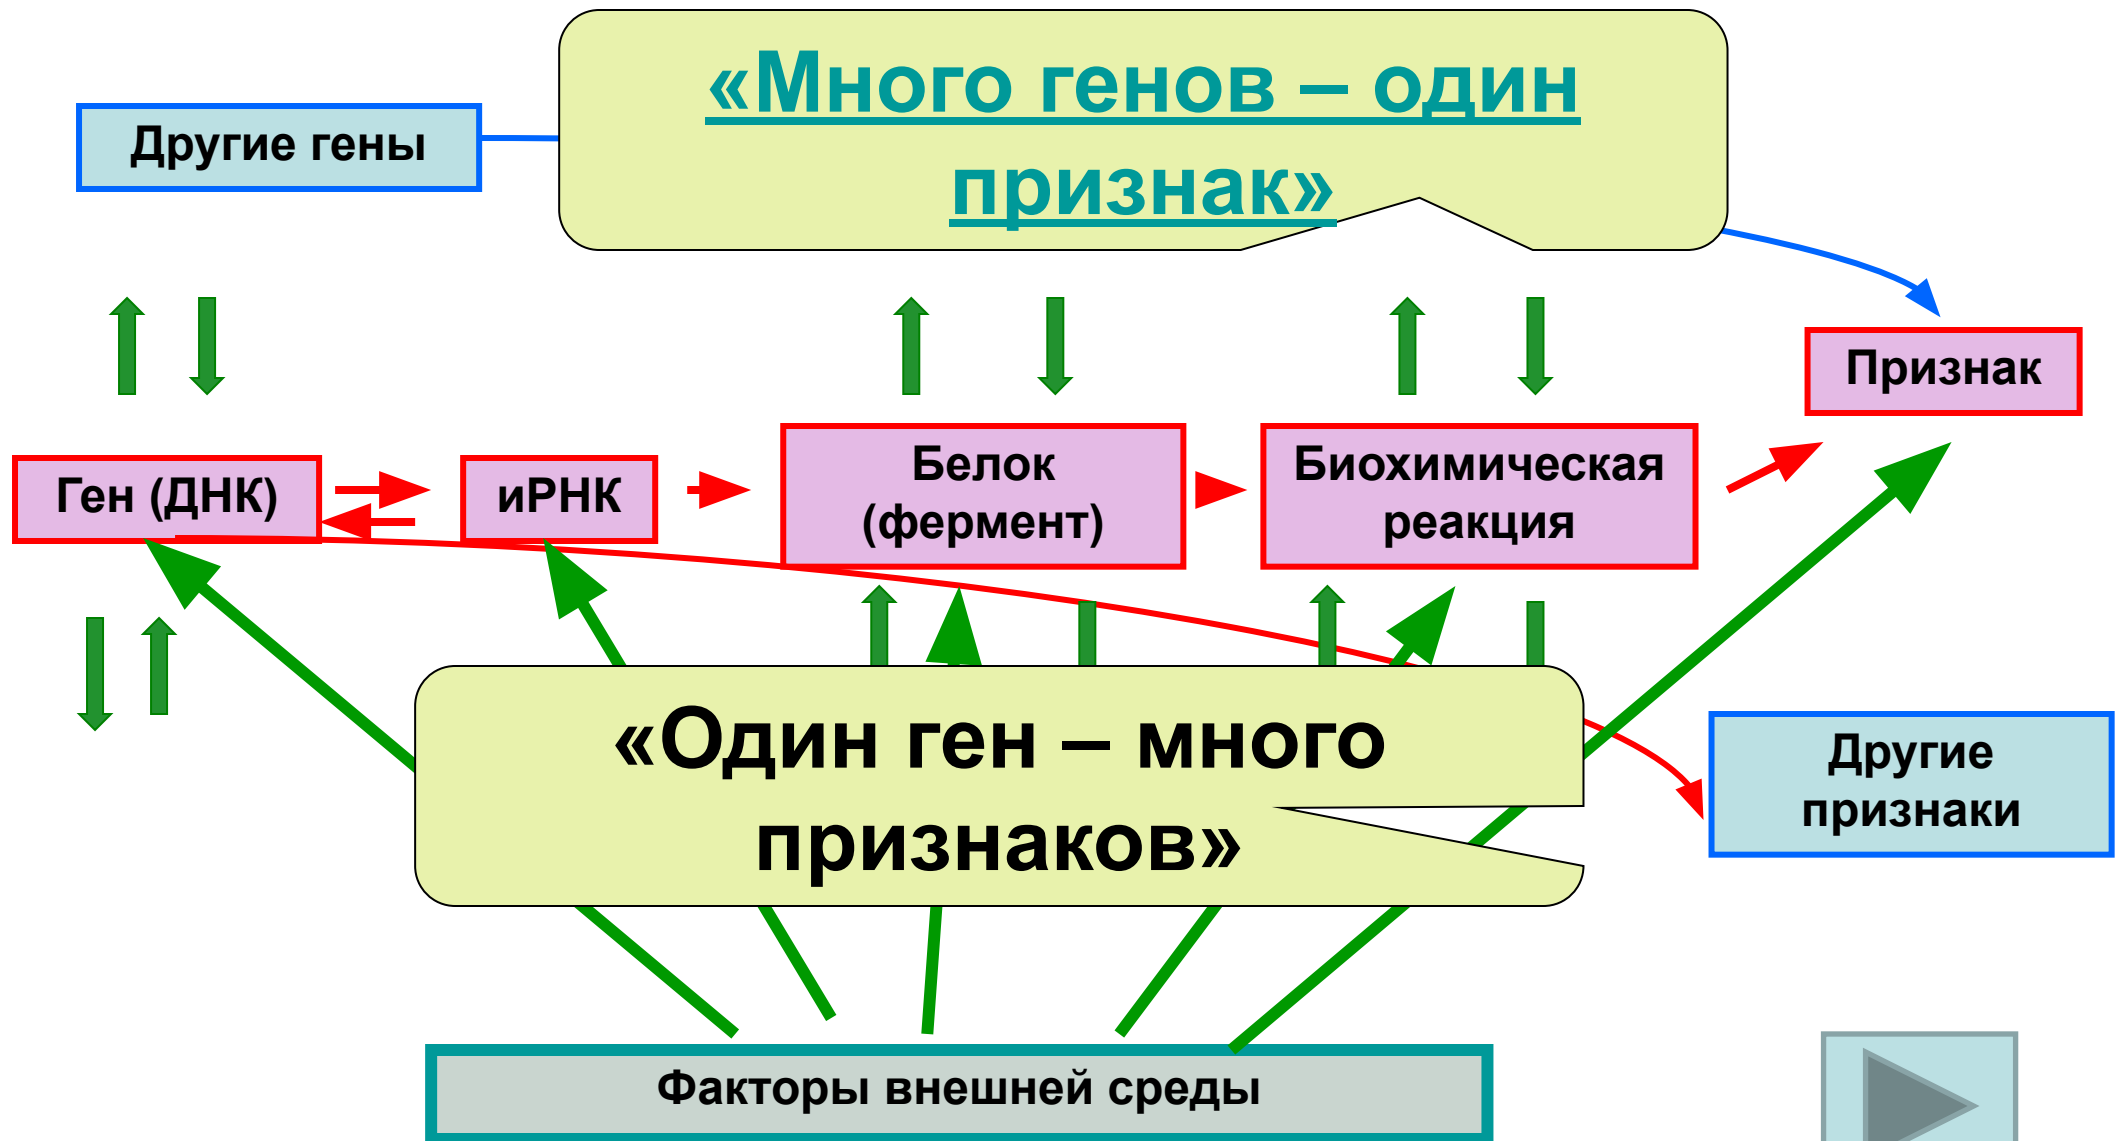 «Много генов – один
признак»
Другие гены
Признак
Ген (ДНК)
иРНК
Белок
(фермент)
Биохимическая
реакция
«Один ген – много
признаков»
Другие
признаки
Факторы внешней среды